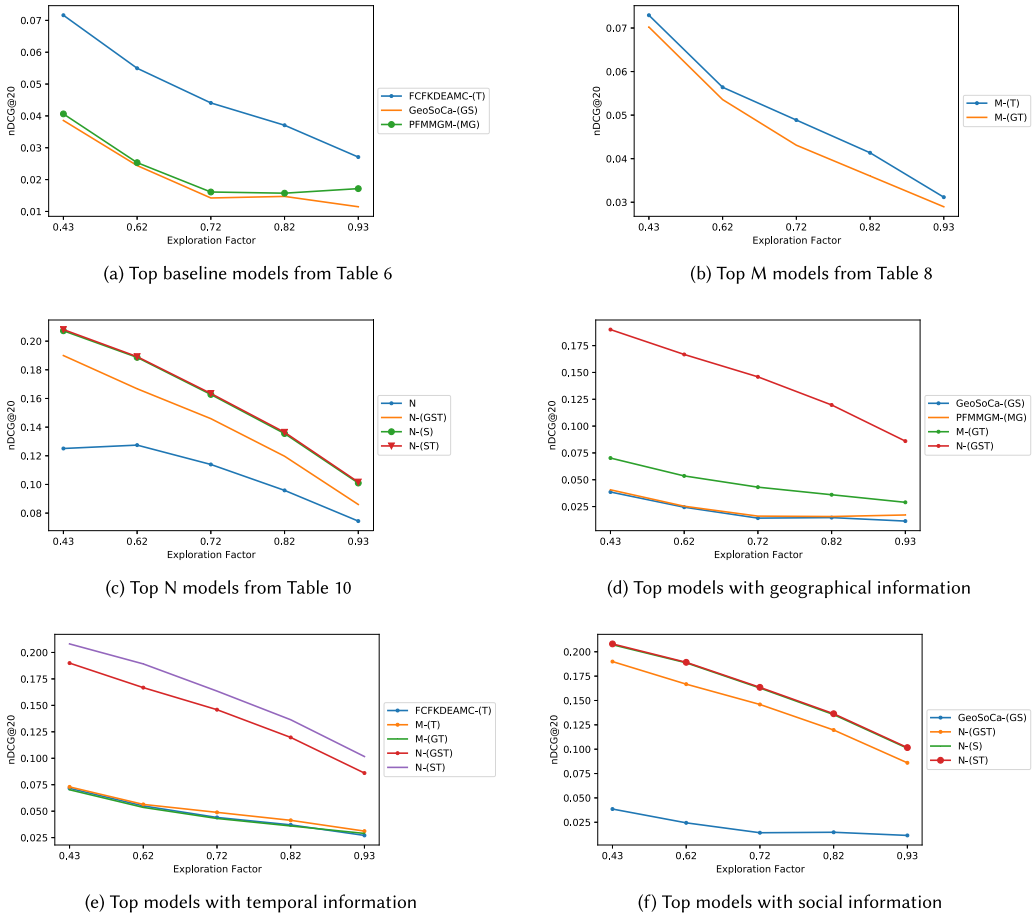 0.07
0.06
0.05
0.04
0.03
0.02
0.01
nDCG@20
0.43 0.62 0.72 0.82 0.93
Exploration Factor
FCFKDEAMC-(T)
GeoSoCa-(GS)
PFMMGM-(MG)
(a) Top baseline models from Table 6
0.07
0.06
0.05
0.04
0.03
nDCG@20
0.43 0.62 0.72 0.82 0.93
Exploration Factor
M-(T)
M-(GT)
(b) Top M models from Table 8
0.20
0.18
0.16
0.14
0.12
0.10
0.08
nDCG@20
0.43 0.62 0.72 0.82 0.93
Exploration Factor
N
N-(GST)
N-(S)
N-(ST)
(c) Top N models from Table 10
0.175
0.150
0.125
0.100
0.075
0.050
0.025
nDCG@20
0.43 0.62 0.72 0.82 0.93
Exploration Factor
GeoSoCa-(GS)
PFMMGM-(MG)
M-(GT)
N-(GST)
(d) Top models with geographical information
0.200
0.175
0.150
0.125
0.100
0.075
0.050
0.025
nDCG@20
0.43 0.62 0.72 0.82 0.93
Exploration Factor
FCFKDEAMC-(T)
M-(T)
M-(GT)
N-(GST)
N-(ST)
(e) Top models with temporal information
0.200
0.175
0.150
0.125
0.100
0.075
0.050
0.025
nDCG@20
0.43 0.62 0.72 0.82 0.93
Exploration Factor
GeoSoCa-(GS)
N-(GST)
N-(S)
N-(ST)
(f) Top models with social information